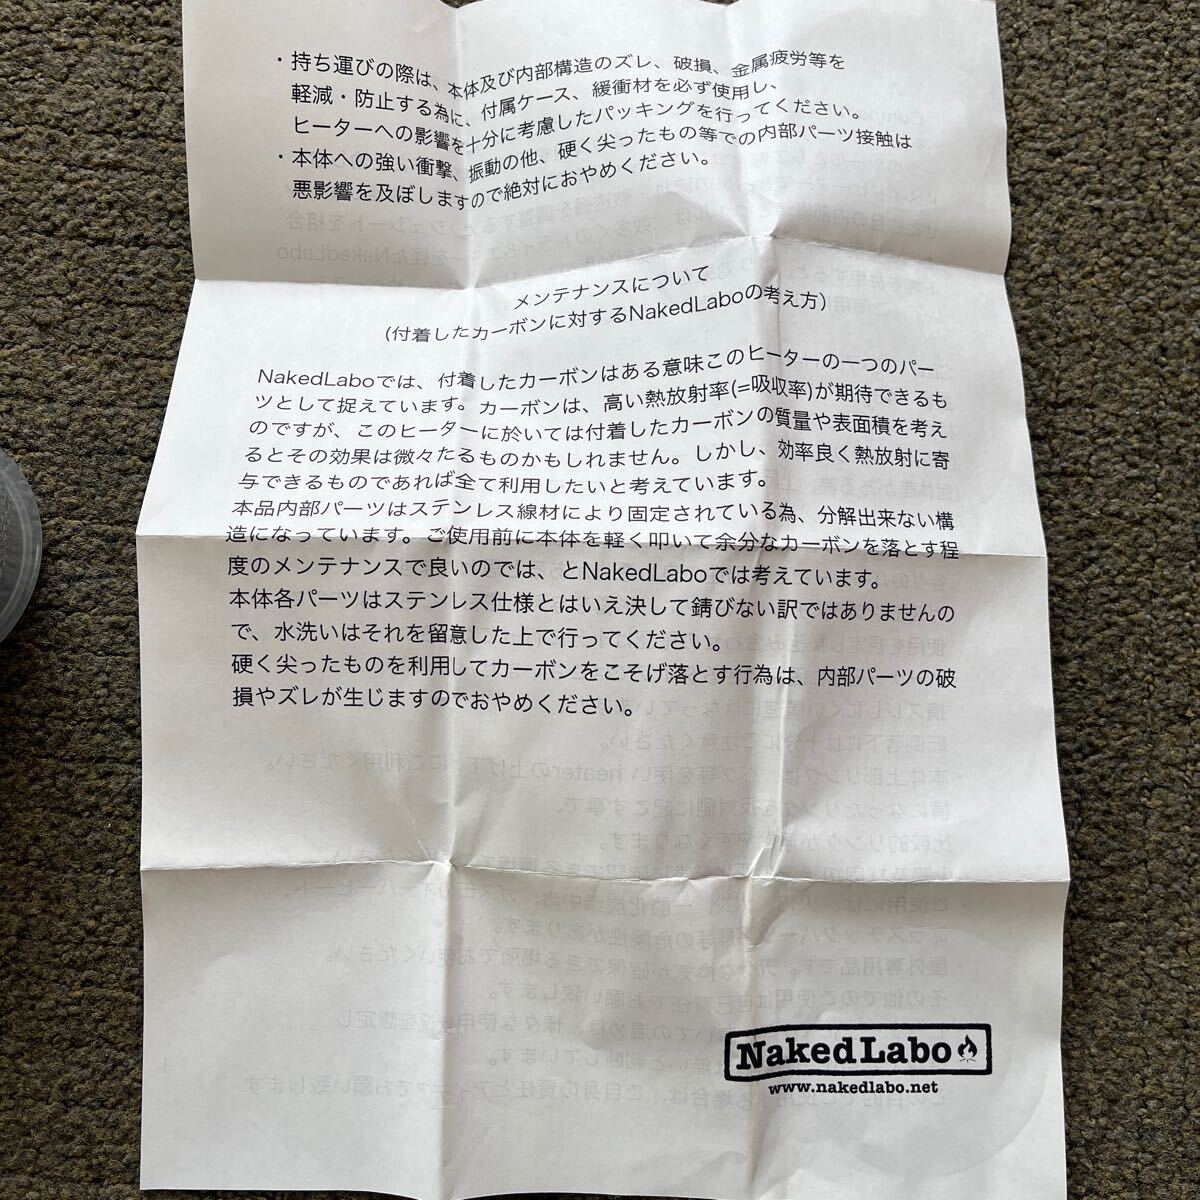 ・持ち運びの際は、本体及び内部構造のズレ、破損、金属疲労等を
軽減・防止する為に、付属ケース、緩衝材を必ず使用し、
ヒーターへの影響を十分に考慮したパッキングを行ってください。
・本体への強い衝撃、振動の他、硬く尖ったもの等での内部パーツ接触は
悪影響を及ぼしますので絶対におやめください。
メンテナンスについて
（付着したカーボンに対するNakedLaboの考え方）
NakedLaboでは、付着したカーボンはある意味このヒーターの一つのパー
ツとして捉えています。カーボンは、高い熱放射率(=吸収率)が期待できるも
のですが、このヒーターに於いては付着したカーボンの質量や表面積を考え
るとその効果は微々たるものかもしれません。しかし、効率良く熱放射に寄
与できるものであれば全て利用したいと考えています。
本品内部パーツはステンレス線材により固定されている為、分解出来ない構
造になっています。ご使用前に本体を軽く叩いて余分なカーボンを落とす程
度のメンテナンスで良いのでは、とNakedLaboでは考えています。
本体各パーツはステンレス仕様とはいえ決して錆びない訳ではありませんの
で、水洗いはそれを留意した上で行ってください。
硬く尖ったものを利用してカーボンをこそげ落とす行為は、内部パーツの破
損やズレが生じますのでおやめください。
NakedLabo
www.nakedlabo.net